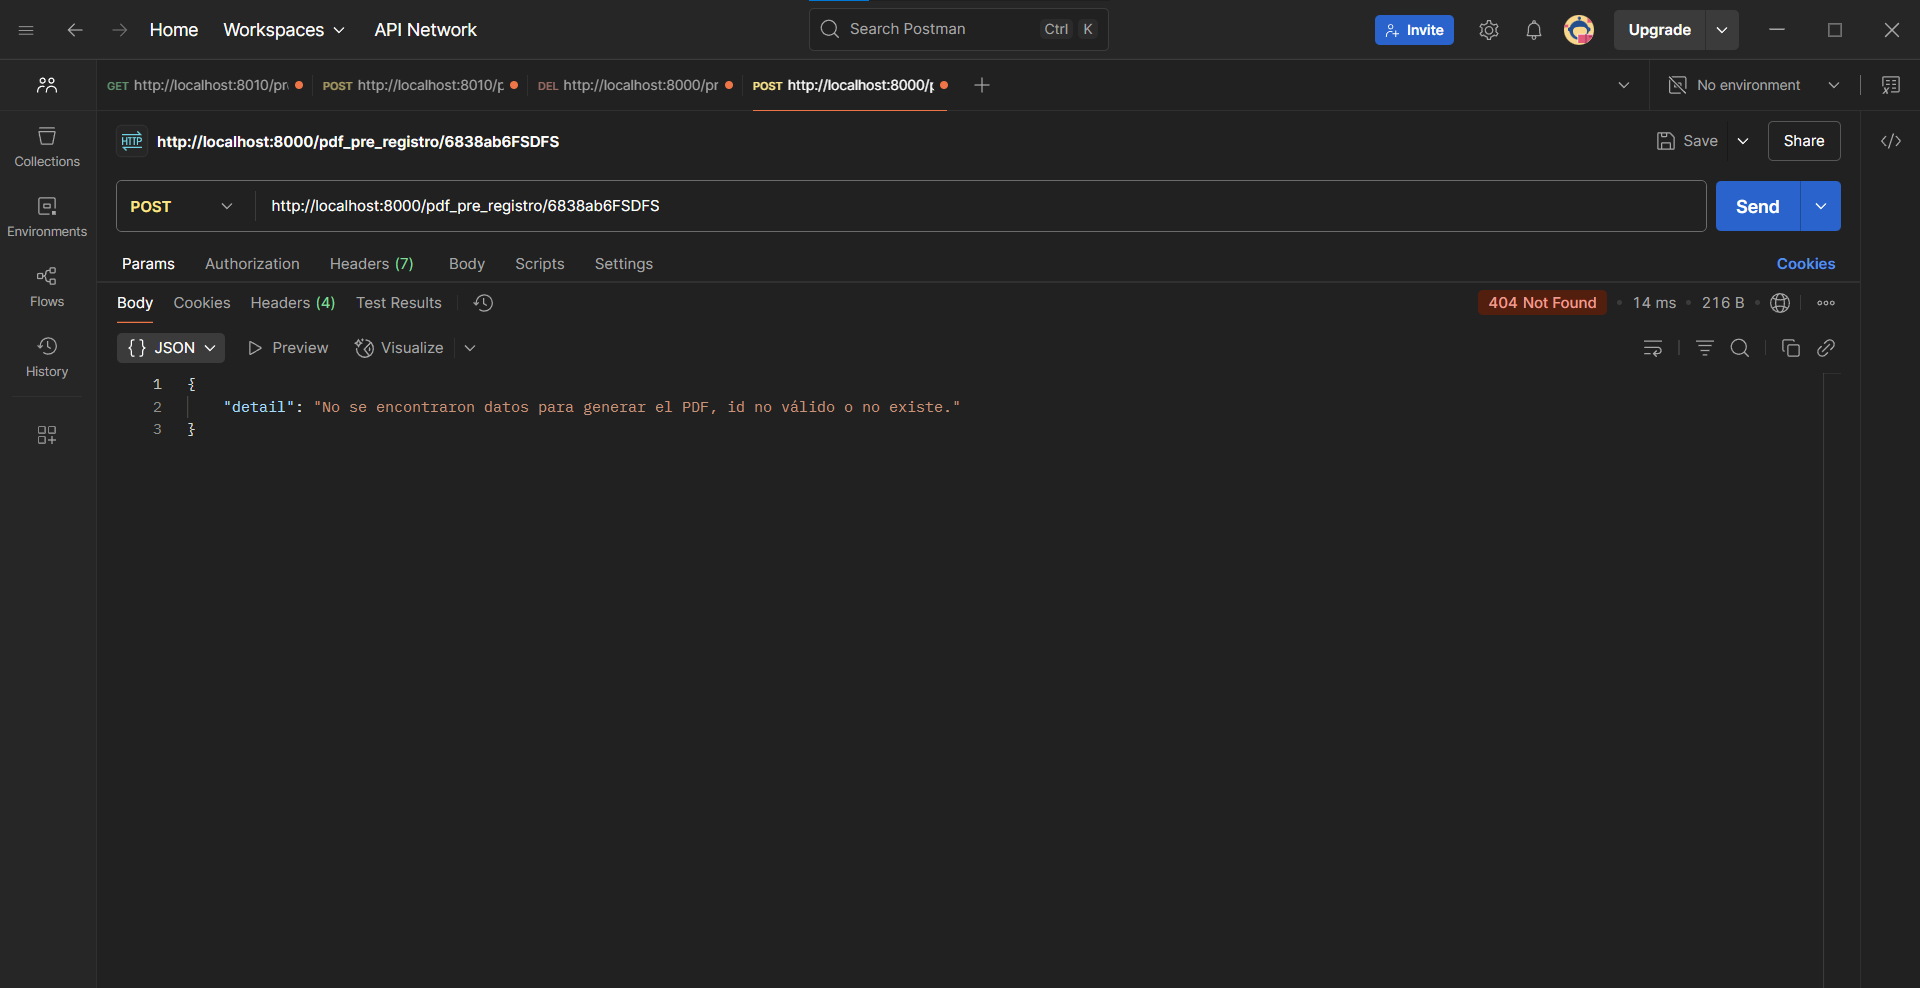 Home Workspaces API Network Search Postman Ctrl K Invite Upgrade
GET http://localhost:8010/pr POST http://localhost:8010/p DEL http://localhost:8000/pr POST http://localhost:8000/p No environment
HTTP http://localhost:8000/pdf_pre_registro/6838ab6FSDFS Save Share
POST http://localhost:8000/pdf_pre_registro/6838ab6FSDFS Send
Params Authorization Headers (7) Body Scripts Settings Cookies
Body Cookies Headers (4) Test Results 404 Not Found 14 ms 216 B
{} JSON Preview Visualize
1 {
2 "detail": "No se encontraron datos para generar el PDF, id no válido o no existe."
3 }
Collections
Environments
Flows
History